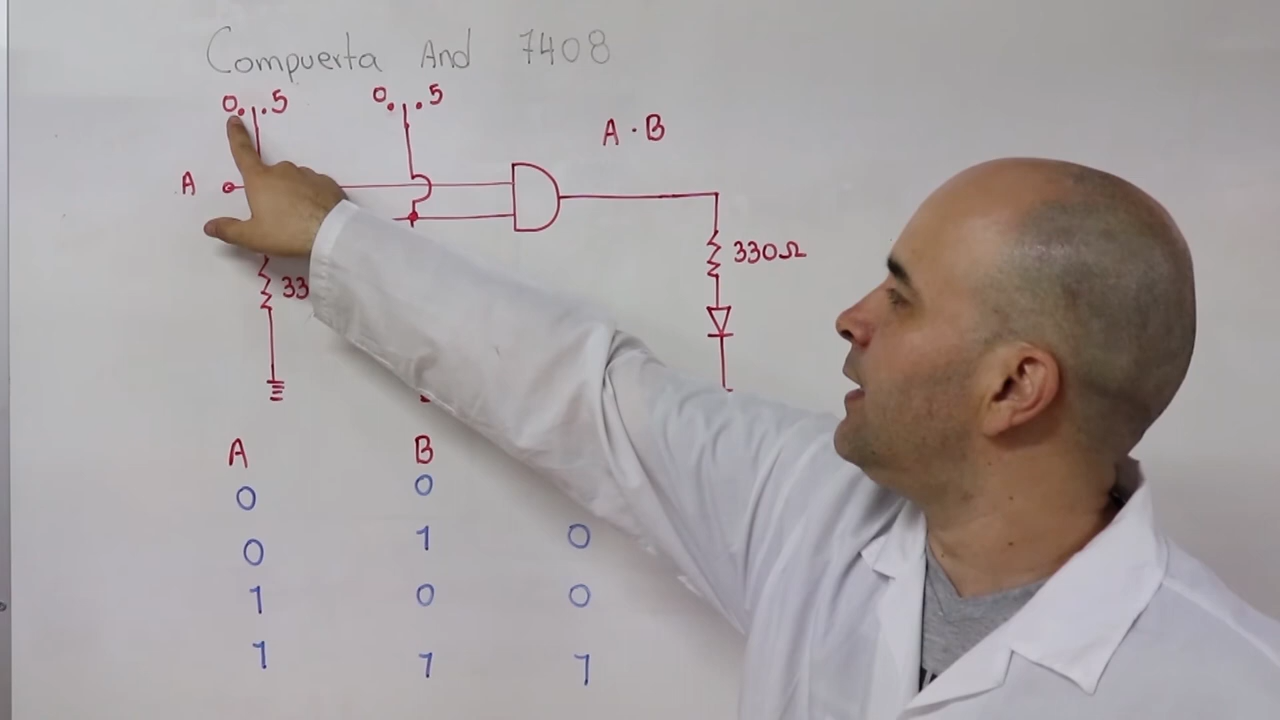 Compuerta And 7408
0. .5 0. .5
A · B
A
330Ω
33
A B
0 0
0 1 0
1 0 0
1 1 1